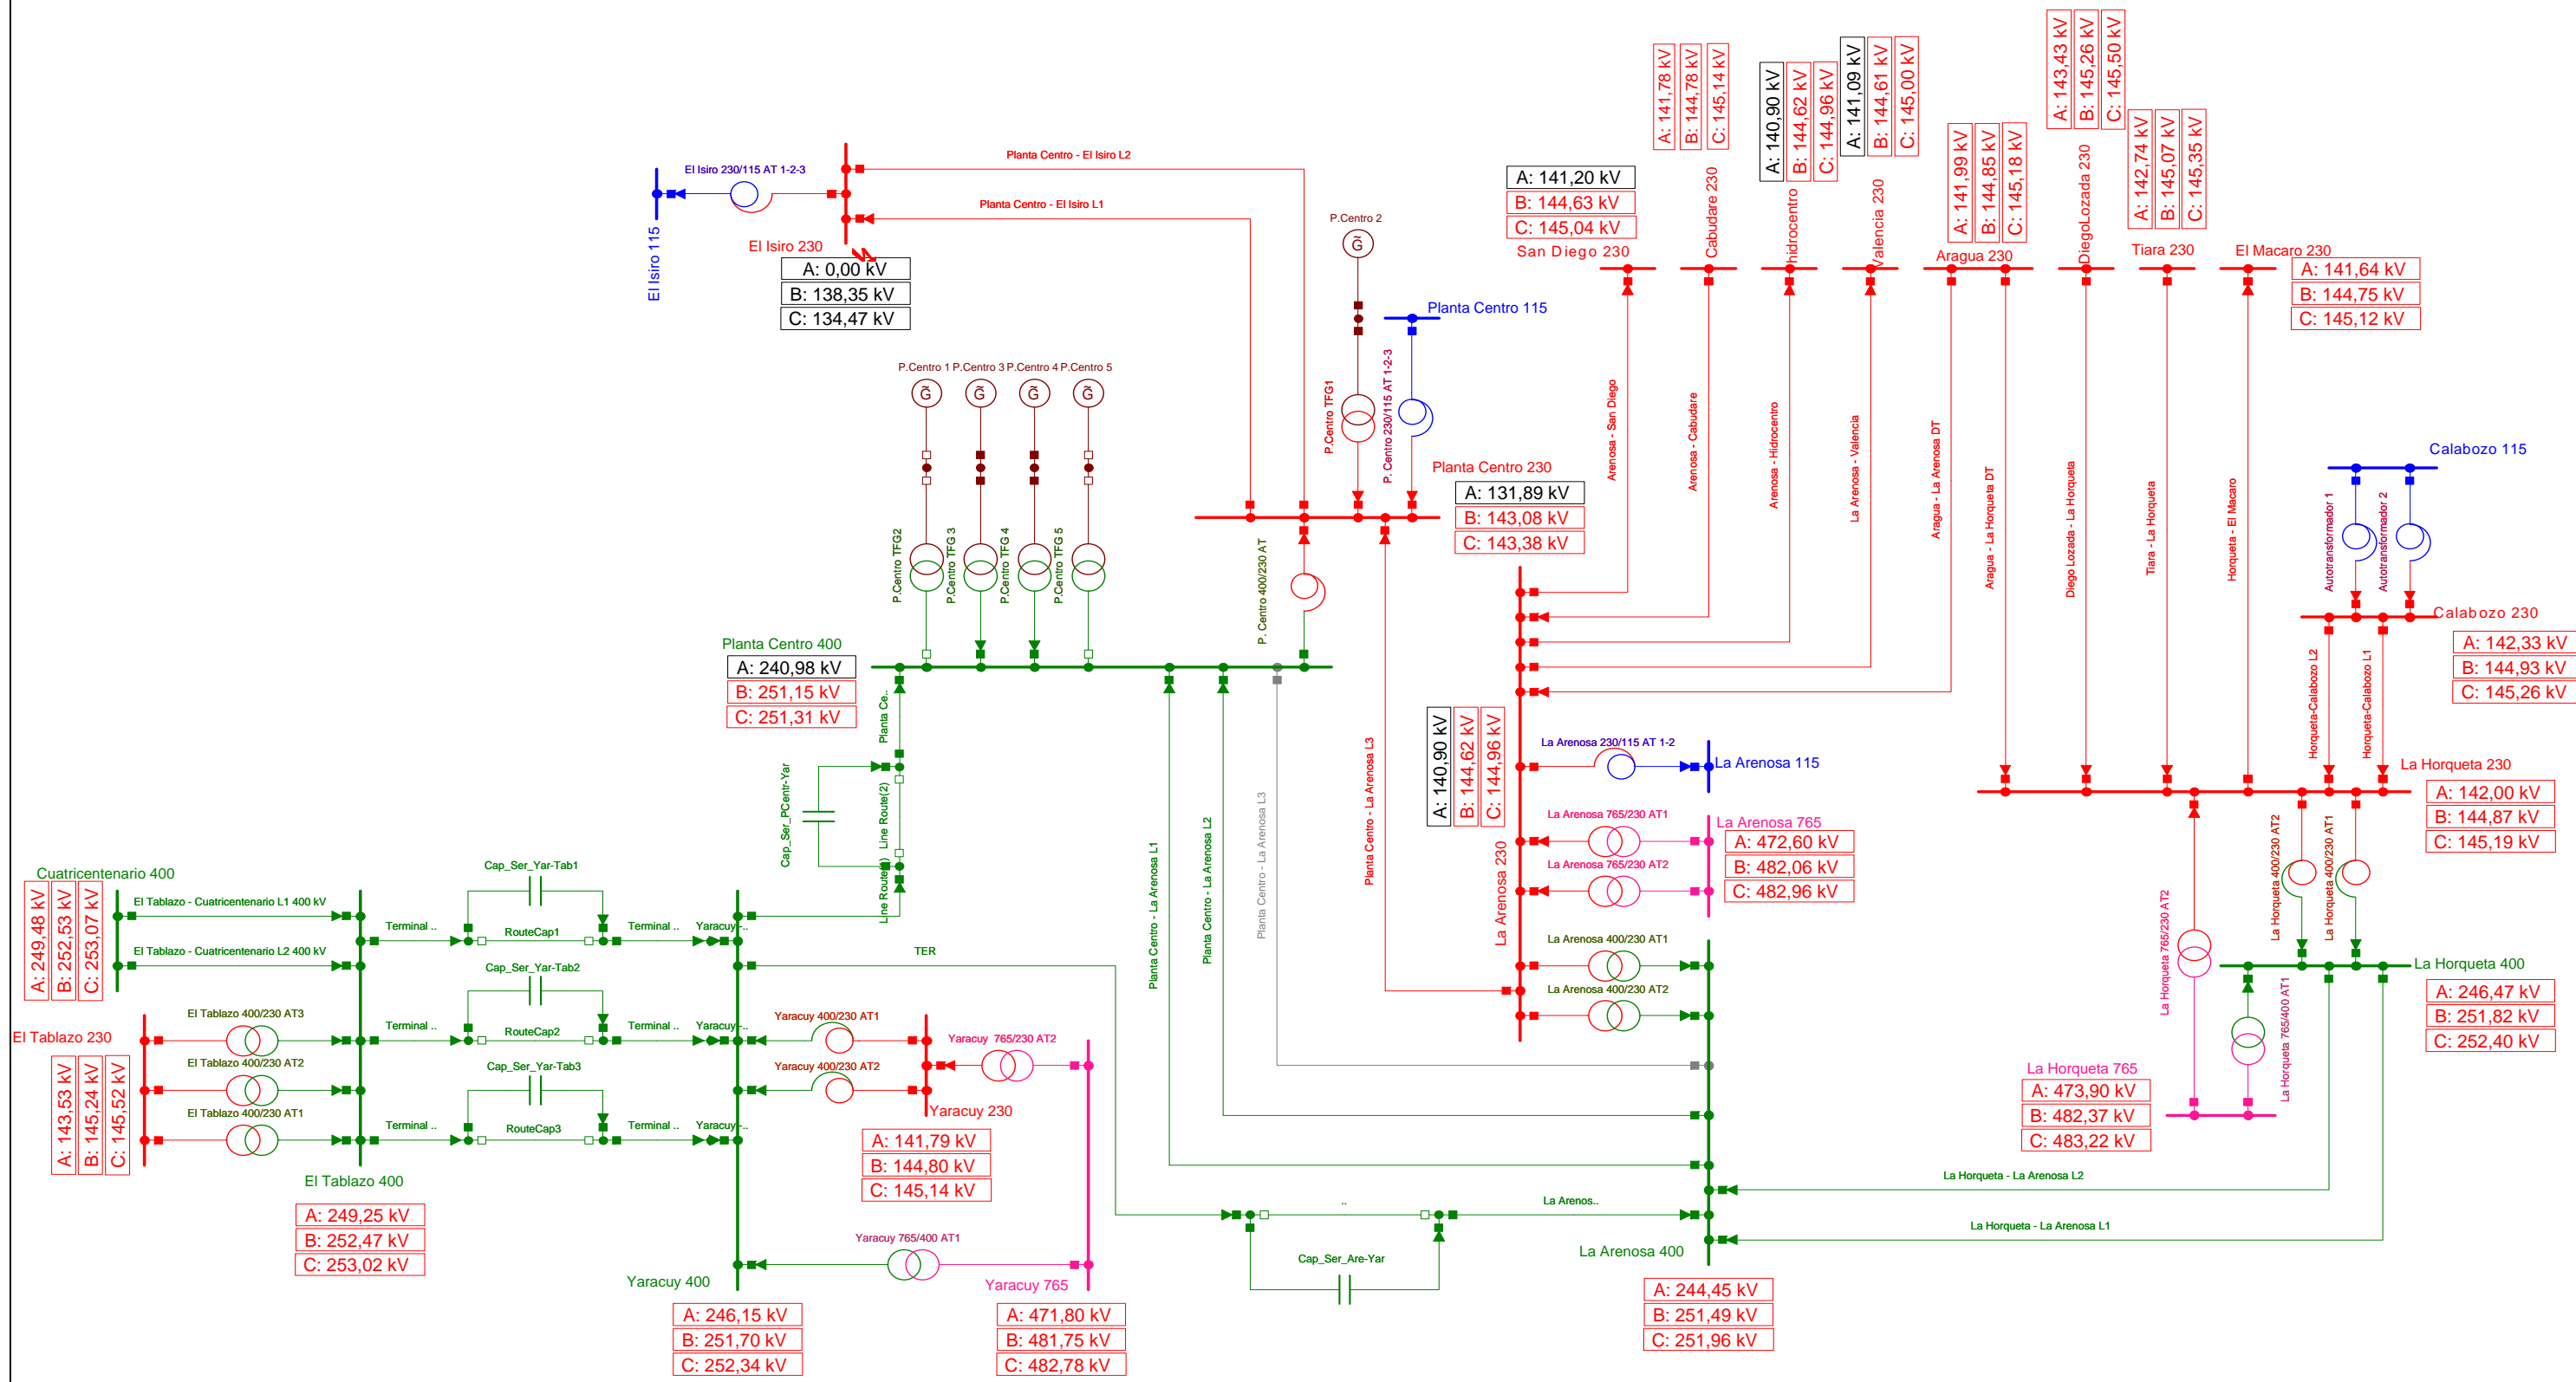 Planta Centro - El Isiro L2
El Isiro 230/115 AT 1-2-3
Planta Centro - El Isiro L1
El Isiro 115
El Isiro 230
A: 0,00 kV
B: 138,35 kV
C: 134,47 kV
P.Centro 2
G
Planta Centro 115
P.Centro TFG1
P. Centro 230/115 AT 1-2-3
A: 141,20 kV
B: 144,63 kV
C: 145,04 kV
San Diego 230
A: 141,78 kV
B: 144,78 kV
C: 145,14 kV
Cabudare 230
A: 140,90 kV
B: 144,62 kV
C: 144,96 kV
hidrocentro
A: 141,09 kV
B: 144,61 kV
C: 145,00 kV
Valencia 230
A: 141,99 kV
B: 144,85 kV
C: 145,18 kV
Aragua 230
A: 143,43 kV
B: 145,26 kV
C: 145,50 kV
DiegoLozada 230
A: 142,74 kV
B: 145,07 kV
C: 145,35 kV
Tiara 230
El Macaro 230
A: 141,64 kV
B: 144,75 kV
C: 145,12 kV
P.Centro 1 P.Centro 3 P.Centro 4 P.Centro 5
G G G G
P.Centro TFG2
P.Centro TFG 3
P.Centro TFG 4
P.Centro TFG 5
P. Centro 400/230 AT
Planta Centro 230
A: 131,89 kV
B: 143,08 kV
C: 143,38 kV
Arenosa - San Diego
Arenosa - Cabudare
Arenosa - Hidrocentro
La Arenosa - Valencia
Aragua - La Arenosa DT
Aragua - La Horqueta DT
Diego Lozada - La Horqueta
Tiara - La Horqueta
Horqueta - El Macaro
Calabozo 115
Autotransformador 1
Autotransformador 2
Calabozo 230
A: 142,33 kV
B: 144,93 kV
C: 145,26 kV
Horqueta-Calabozo L2
Horqueta-Calabozo L1
Planta Centro 400
A: 240,98 kV
B: 251,15 kV
C: 251,31 kV
Planta Ce..
Cap_Ser_PCentr-Yar
Line Route(2)
Planta Centro - La Arenosa L1
Planta Centro - La Arenosa L2
Planta Centro - La Arenosa L3
Planta Centro - La Arenosa L3
A: 140,90 kV
B: 144,62 kV
C: 144,96 kV
La Arenosa 230
La Arenosa 230/115 AT 1-2
La Arenosa 115
La Arenosa 765/230 AT1
La Arenosa 765
La Arenosa 765/230 AT2
A: 472,60 kV
B: 482,06 kV
C: 482,96 kV
La Arenosa 400/230 AT1
La Arenosa 400/230 AT2
La Horqueta 230
A: 142,00 kV
B: 144,87 kV
C: 145,19 kV
La Horqueta 400/230 AT2
La Horqueta 400/230 AT1
La Horqueta 765/230 AT2
La Horqueta 765/400 AT1
La Horqueta 400
A: 246,47 kV
B: 251,82 kV
C: 252,40 kV
La Horqueta 765
A: 473,90 kV
B: 482,37 kV
C: 483,22 kV
La Horqueta - La Arenosa L2
La Horqueta - La Arenosa L1
Cuatricentenario 400
A: 249,48 kV
B: 252,53 kV
C: 253,07 kV
El Tablazo - Cuatricentenario L1 400 kV
El Tablazo - Cuatricentenario L2 400 kV
El Tablazo 230
A: 143,53 kV
B: 145,24 kV
C: 145,52 kV
El Tablazo 400/230 AT3
El Tablazo 400/230 AT2
El Tablazo 400/230 AT1
El Tablazo 400
A: 249,25 kV
B: 252,47 kV
C: 253,02 kV
Cap_Ser_Yar-Tab1
Terminal .. RouteCap1 Terminal .. Yaracuy-..
Cap_Ser_Yar-Tab2
Terminal .. RouteCap2 Terminal .. Yaracuy-..
Cap_Ser_Yar-Tab3
Terminal .. RouteCap3 Terminal .. Yaracuy-..
TER
Yaracuy 400/230 AT1
Yaracuy 400/230 AT2
Yaracuy 765/230 AT2
Yaracuy 230
A: 141,79 kV
B: 144,80 kV
C: 145,14 kV
Yaracuy 765/400 AT1
Yaracuy 400
A: 246,15 kV
B: 251,70 kV
C: 252,34 kV
Yaracuy 765
A: 471,80 kV
B: 481,75 kV
C: 482,78 kV
..
La Arenos..
Cap_Ser_Are-Yar
La Arenosa 400
A: 244,45 kV
B: 251,49 kV
C: 251,96 kV